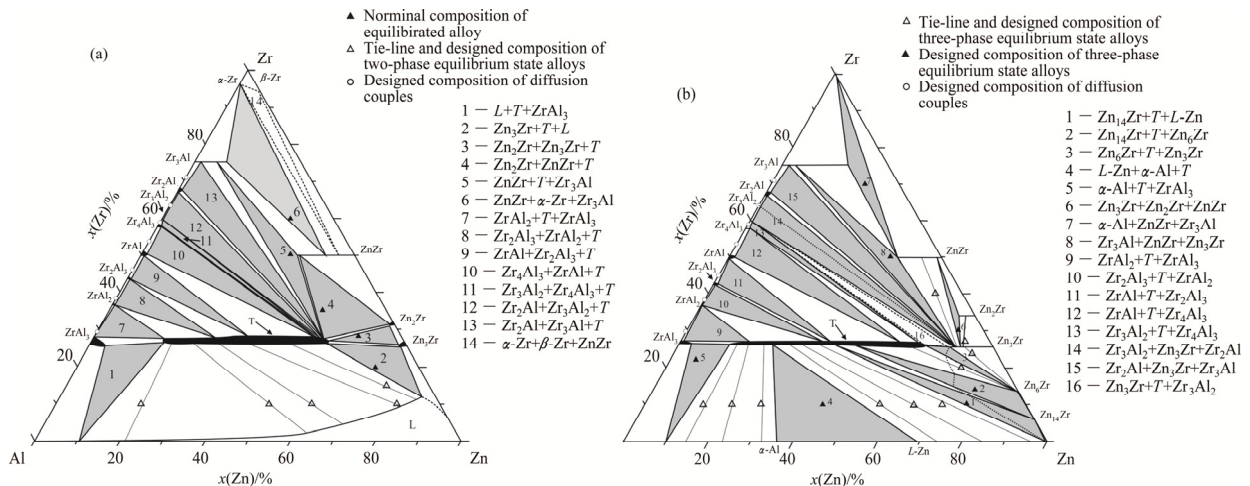 (a)
▲ Norminal composition of
equilibirated alloy
△ Tie-line and designed composition of
two-phase equilibrium state alloys
○ Designed composition of diffusion
couples
Zr
α-Zr
β-Zr
14
80
Zr₃Al
Zr₂Al
Zr₃Al₂
60
Zr₄Al₃
ZrAl
Zr₂Al₃
40
ZrAl₂
ZrAl₃
20
x(Zr)/%
13
12
11
10
9
8
7
1
6
5
4
3
2
T
ZnZr
Zn₂Zr
Zn₃Zr
L
Al
20
40
60
80
Zn
x(Zn)/%
1 — L+T+ZrAl₃
2 — Zn₃Zr+T+L
3 — Zn₂Zr+Zn₃Zr+T
4 — Zn₂Zr+ZnZr+T
5 — ZnZr+T+Zr₃Al
6 — ZnZr+α-Zr+Zr₃Al
7 — ZrAl₂+T+ZrAl₃
8 — Zr₂Al₃+ZrAl₂+T
9 — ZrAl+Zr₂Al₃+T
10 — Zr₄Al₃+ZrAl+T
11 — Zr₃Al₂+Zr₄Al₃+T
12 — Zr₂Al+Zr₃Al₂+T
13 — Zr₂Al+Zr₃Al+T
14 — α-Zr+β-Zr+ZnZr
(b)
△ Tie-line and designed composition of
three-phase equilibrium state alloys
▲ Designed composition of three-phase
equilibrium state alloys
○ Designed composition of diffusion
couples
Zr
80
Zr₃Al
Zr₂Al
Zr₃Al₂
60
Zr₄Al₃
ZrAl
Zr₂Al₃
40
ZrAl₂
ZrAl₃
20
x(Zr)/%
15
14
13
12
11
10
9
5
4
7
8
16
2
1
T
ZnZr
Zn₂Zr
Zn₃Zr
Zn₆Zr
Zn₁₄Zr
Al
20
α-Al
40
60
L-Zn
80
Zn
x(Zn)/%
1 — Zn₁₄Zr+T+L-Zn
2 — Zn₁₄Zr+T+Zn₆Zr
3 — Zn₆Zr+T+Zn₃Zr
4 — L-Zn+α-Al+T
5 — α-Al+T+ZrAl₃
6 — Zn₃Zr+Zn₂Zr+ZnZr
7 — α-Al+ZnZr+Zr₃Al
8 — Zr₃Al+ZnZr+Zn₃Zr
9 — ZrAl₂+T+ZrAl₃
10 — Zr₂Al₃+T+ZrAl₂
11 — ZrAl+T+Zr₂Al₃
12 — ZrAl+T+Zr₄Al₃
13 — Zr₃Al₂+T+Zr₄Al₃
14 — Zr₃Al₂+Zn₃Zr+Zr₂Al
15 — Zr₂Al+Zn₃Zr+Zr₃Al
16 — Zn₃Zr+T+Zr₃Al₂